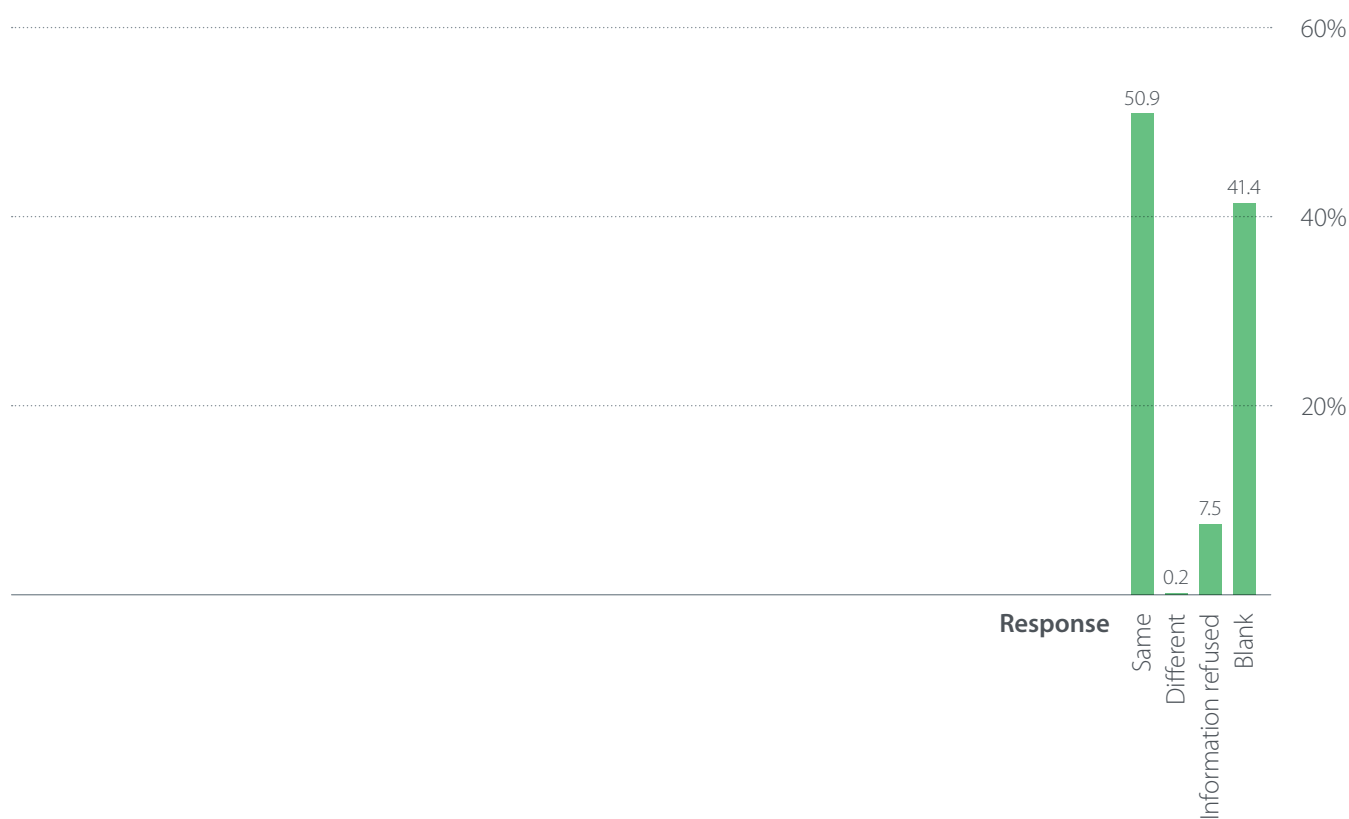 60%
50.9
41.4
40%
20%
7.5
0.2
Response
Same
Different
Information refused
Blank